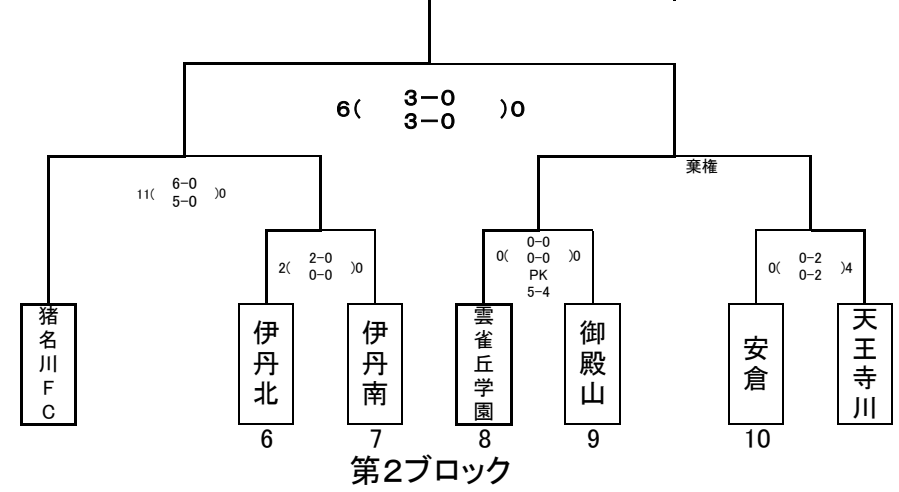 6( 3－0 )0
3－0
棄権
11( 6-0 )0
5-0
2( 2-0 )0
0-0
0( 0-0 )0
0-0
PK
5-4
0( 0-2 )4
0-2
猪名川FC
伊丹北
伊丹南
雲雀丘学園
御殿山
安倉
天王寺川
6 7 8 9 10
第2ブロック